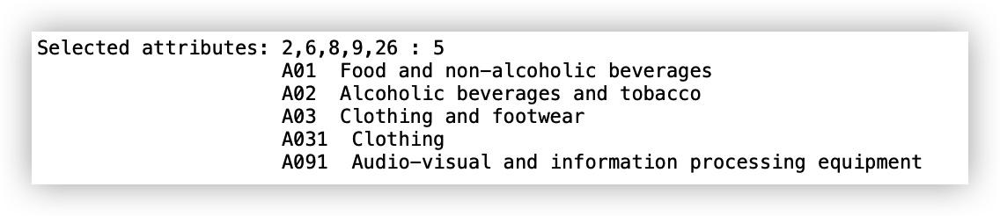 Selected attributes: 2,6,8,9,26 : 5
A01  Food and non-alcoholic beverages
A02  Alcoholic beverages and tobacco
A03  Clothing and footwear
A031  Clothing
A091  Audio-visual and information processing equipment